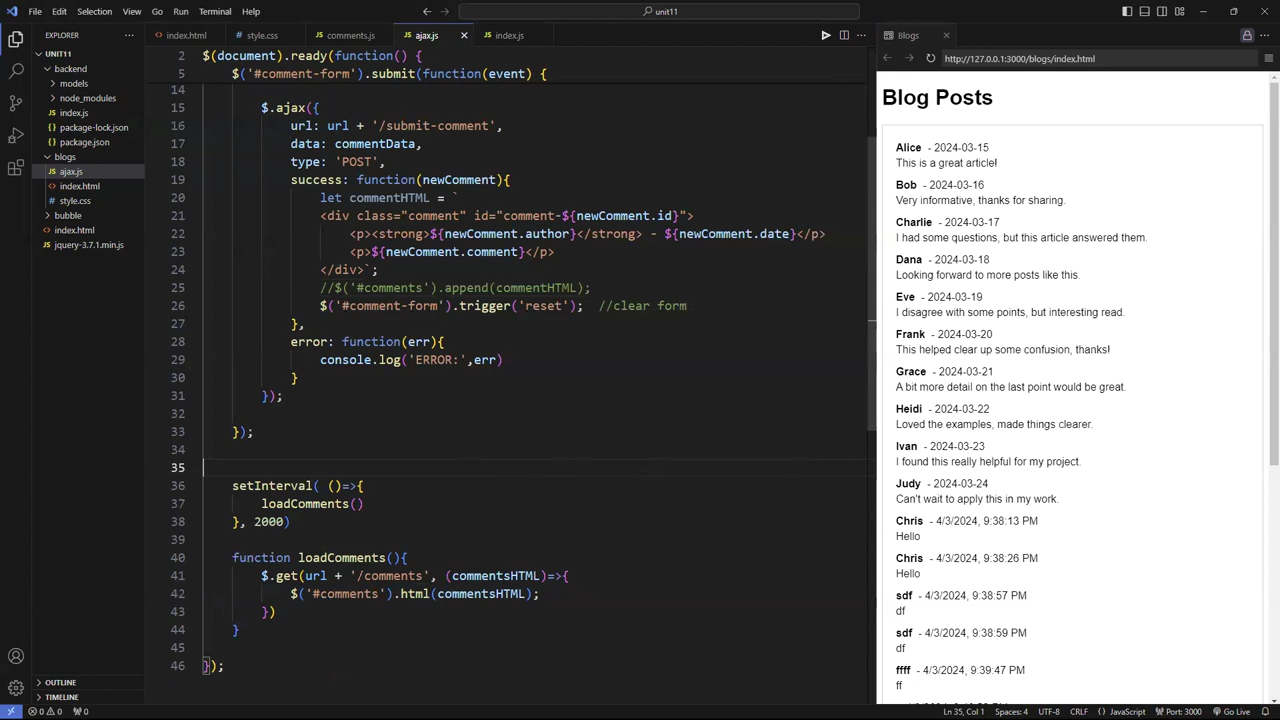 File Edit Selection View Go Run Terminal Help
unit11
EXPLORER
UNIT11
backend
models
node_modules
index.js
package-lock.json
package.json
blogs
ajax.js
index.html
style.css
bubble
index.html
jquery-3.7.1.min.js
OUTLINE
TIMELINE
index.html style.css comments.js ajax.js index.js
2 $(document).ready(function() {
5 $('#comment-form').submit(function(event) {
14
15 $.ajax({
16 url: url + '/submit-comment',
17 data: commentData,
18 type: 'POST',
19 success: function(newComment){
20 let commentHTML = `
21 <div class="comment" id="comment-${newComment.id}">
22 <p><strong>${newComment.author}</strong> - ${newComment.date}</p>
23 <p>${newComment.comment}</p>
24 </div>`;
25 //$('#comments').append(commentHTML);
26 $('#comment-form').trigger('reset'); //clear form
27 },
28 error: function(err){
29 console.log('ERROR:',err)
30 }
31 });
32
33 });
34
35
36 setInterval( ()=>{
37 loadComments()
38 }, 2000)
39
40 function loadComments(){
41 $.get(url + '/comments', (commentsHTML)=>{
42 $('#comments').html(commentsHTML);
43 })
44 }
45
46 });
Blogs
http://127.0.0.1:3000/blogs/index.html
Blog Posts
Alice - 2024-03-15
This is a great article!
Bob - 2024-03-16
Very informative, thanks for sharing.
Charlie - 2024-03-17
I had some questions, but this article answered them.
Dana - 2024-03-18
Looking forward to more posts like this.
Eve - 2024-03-19
I disagree with some points, but interesting read.
Frank - 2024-03-20
This helped clear up some confusion, thanks!
Grace - 2024-03-21
A bit more detail on the last point would be great.
Heidi - 2024-03-22
Loved the examples, made things clearer.
Ivan - 2024-03-23
I found this really helpful for my project.
Judy - 2024-03-24
Can't wait to apply this in my work.
Chris - 4/3/2024, 9:38:13 PM
Hello
Chris - 4/3/2024, 9:38:26 PM
Hello
sdf - 4/3/2024, 9:38:57 PM
df
sdf - 4/3/2024, 9:38:59 PM
df
ffff - 4/3/2024, 9:39:47 PM
ff
0 0 0 Ln 35, Col 1 Spaces: 4 UTF-8 CRLF {} JavaScript Port: 3000 Go Live